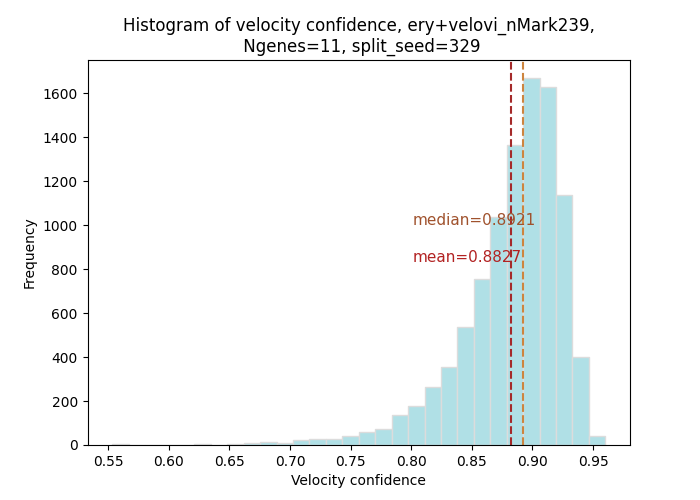 Histogram of velocity confidence, ery+velovi_nMark239,
Ngenes=11, split_seed=329
Frequency
1600
1400
1200
1000
800
600
400
200
0
median=0.8921
mean=0.8827
0.55 0.60 0.65 0.70 0.75 0.80 0.85 0.90 0.95
Velocity confidence